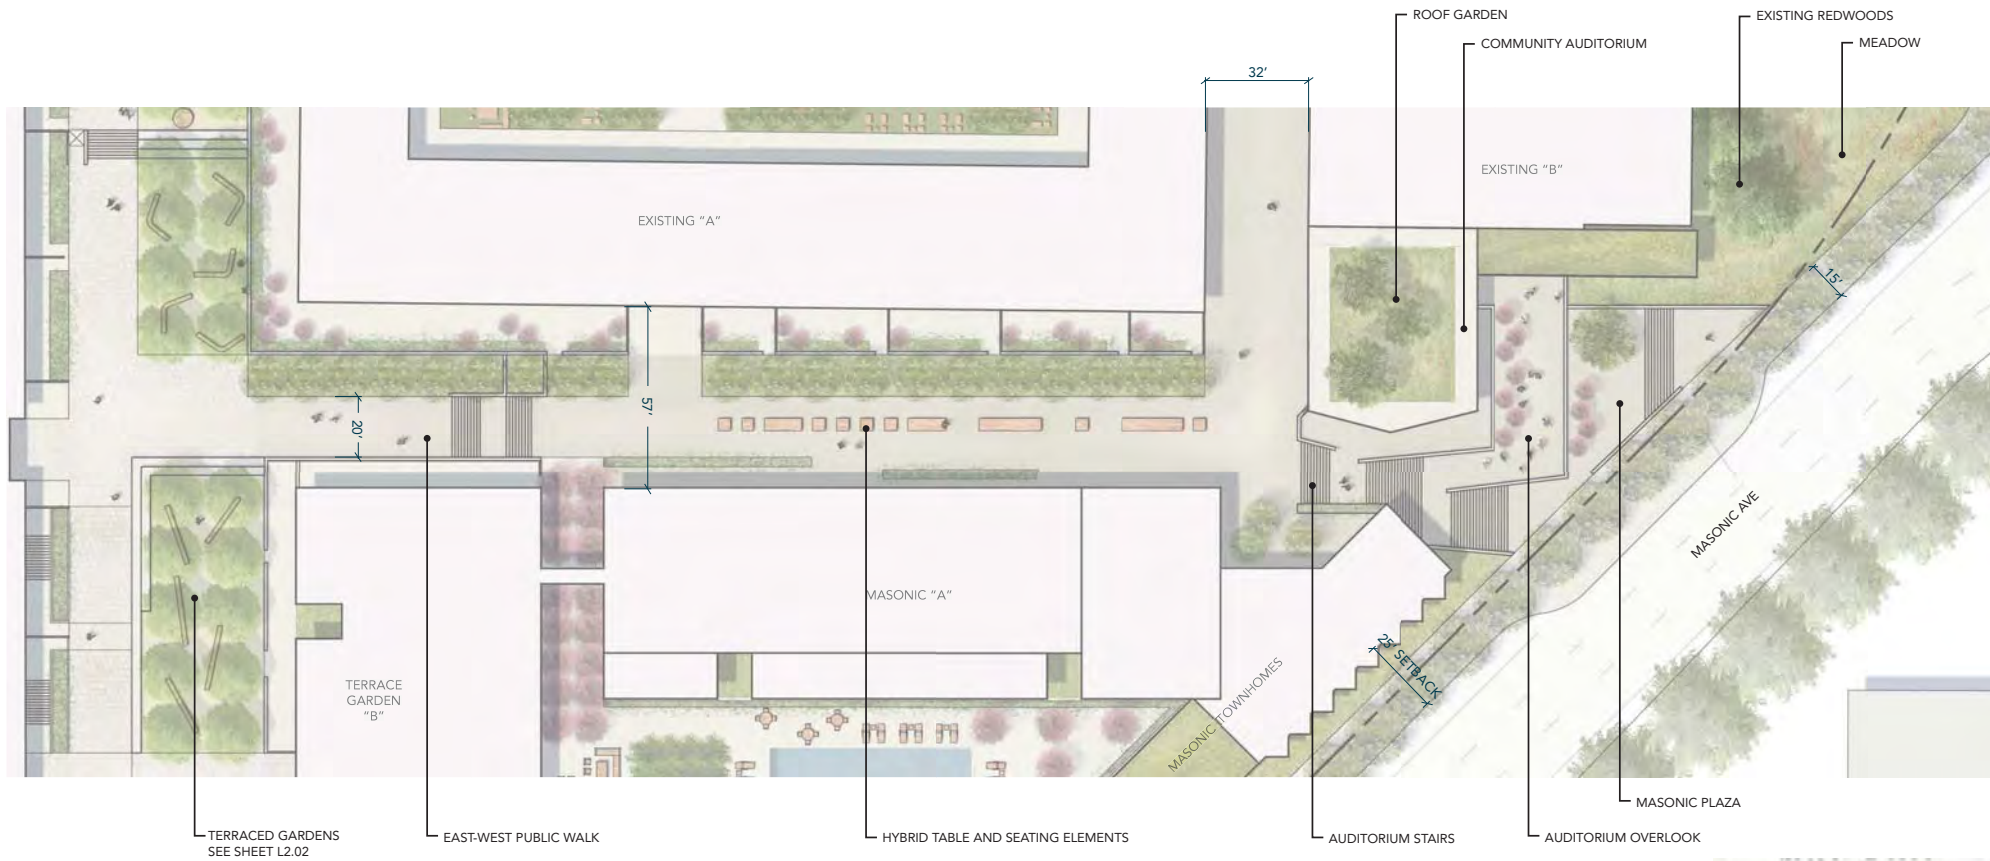 ROOF GARDEN
EXISTING REDWOODS
COMMUNITY AUDITORIUM
MEADOW
32’
EXISTING “B”
EXISTING “A”
15’
57’
20’
MASONIC AVE
MASONIC “A”
25’ SETBACK
TERRACE
GARDEN
“B”
MASONIC TOWNHOMES
MASONIC PLAZA
TERRACED GARDENS
SEE SHEET L2.02
EAST-WEST PUBLIC WALK
HYBRID TABLE AND SEATING ELEMENTS
AUDITORIUM STAIRS
AUDITORIUM OVERLOOK